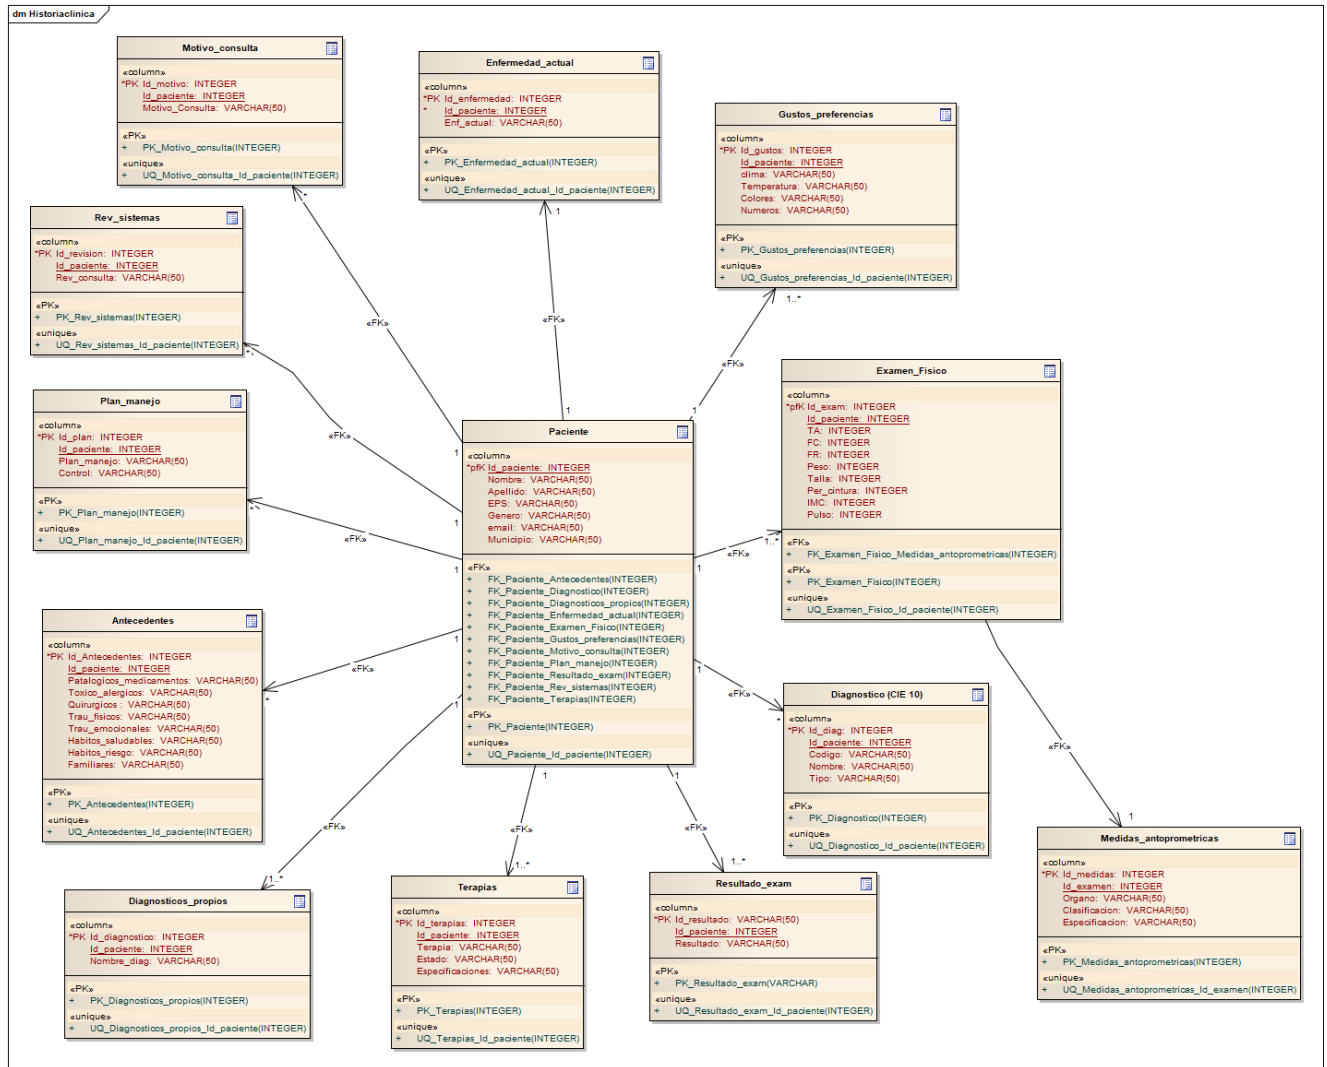 dm Historiaclinica
Motivo_consulta
«column»
*PK Id_motivo: INTEGER
Id_paciente: INTEGER
Motivo_Consulta: VARCHAR(50)
«PK»
+ PK_Motivo_consulta(INTEGER)
«unique»
+ UQ_Motivo_consulta_Id_paciente(INTEGER)
*
Enfermedad_actual
«column»
*PK Id_enfermedad: INTEGER
* Id_paciente: INTEGER
Enf_actual: VARCHAR(50)
«PK»
+ PK_Enfermedad_actual(INTEGER)
«unique»
+ UQ_Enfermedad_actual_Id_paciente(INTEGER)
1
Gustos_preferencias
«column»
*PK Id_gustos: INTEGER
Id_paciente: INTEGER
clima: VARCHAR(50)
Temperatura: VARCHAR(50)
Colores: VARCHAR(50)
Numeros: VARCHAR(50)
«PK»
+ PK_Gustos_preferencias(INTEGER)
«unique»
+ UQ_Gustos_preferencias_Id_paciente(INTEGER)
1..*
Rev_sistemas
«column»
*PK Id_revision: INTEGER
Id_paciente: INTEGER
Rev_consulta: VARCHAR(50)
«PK»
+ PK_Rev_sistemas(INTEGER)
«unique»
+ UQ_Rev_sistemas_Id_paciente(INTEGER)
*
«FK»
«FK»
«FK»
Plan_manejo
«column»
*PK Id_plan: INTEGER
Id_paciente: INTEGER
Plan_manejo: VARCHAR(50)
Control: VARCHAR(50)
«PK»
+ PK_Plan_manejo(INTEGER)
«unique»
+ UQ_Plan_manejo_Id_paciente(INTEGER)
*
«FK»
«FK»
Examen_Fisico
«column»
*pfK Id_exam: INTEGER
Id_paciente: INTEGER
TA: INTEGER
FC: INTEGER
FR: INTEGER
Peso: INTEGER
Talla: INTEGER
Per_cintura: INTEGER
IMC: INTEGER
Pulso: INTEGER
«FK»
+ FK_Examen_Fisico_Medidas_antoprometricas(INTEGER)
«PK»
+ PK_Examen_Fisico(INTEGER)
«unique»
+ UQ_Examen_Fisico_Id_paciente(INTEGER)
1..*
«FK»
1
1
1
1
1
1
Paciente
«column»
*pfK Id_paciente: INTEGER
Nombre: VARCHAR(50)
Apellido: VARCHAR(50)
EPS: VARCHAR(50)
Genero: VARCHAR(50)
email: VARCHAR(50)
Municipio: VARCHAR(50)
«FK»
+ FK_Paciente_Antecedentes(INTEGER)
+ FK_Paciente_Diagnostico(INTEGER)
+ FK_Paciente_Diagnosticos_propios(INTEGER)
+ FK_Paciente_Enfermedad_actual(INTEGER)
+ FK_Paciente_Examen_Fisico(INTEGER)
+ FK_Paciente_Gustos_preferencias(INTEGER)
+ FK_Paciente_Motivo_consulta(INTEGER)
+ FK_Paciente_Plan_manejo(INTEGER)
+ FK_Paciente_Resultado_exam(INTEGER)
+ FK_Paciente_Rev_sistemas(INTEGER)
+ FK_Paciente_Terapias(INTEGER)
«PK»
+ PK_Paciente(INTEGER)
«unique»
+ UQ_Paciente_Id_paciente(INTEGER)
1
1
1
1
1
Antecedentes
«column»
*PK Id_Antecedentes: INTEGER
Id_paciente: INTEGER
Patalogicos_medicamentos: VARCHAR(50)
Toxico_alergicos: VARCHAR(50)
Quirurgicos : VARCHAR(50)
Trau_fisicos: VARCHAR(50)
Trau_emocionales: VARCHAR(50)
Habitos_saludables: VARCHAR(50)
Habitos_riesgo: VARCHAR(50)
Familiares: VARCHAR(50)
«PK»
+ PK_Antecedentes(INTEGER)
«unique»
+ UQ_Antecedentes_Id_paciente(INTEGER)
*
«FK»
«FK»
*
Diagnostico (CIE 10)
«column»
*PK Id_diag: INTEGER
Id_paciente: INTEGER
Codigo: VARCHAR(50)
Nombre: VARCHAR(50)
Tipo: VARCHAR(50)
«PK»
+ PK_Diagnostico(INTEGER)
«unique»
+ UQ_Diagnostico_Id_paciente(INTEGER)
«FK»
1
«FK»
«FK»
«FK»
1..*
1..*
1..*
Diagnosticos_propios
«column»
*PK Id_diagnostico: INTEGER
Id_paciente: INTEGER
Nombre_diag: VARCHAR(50)
«PK»
+ PK_Diagnosticos_propios(INTEGER)
«unique»
+ UQ_Diagnosticos_propios_Id_paciente(INTEGER)
Terapias
«column»
*PK Id_terapias: INTEGER
Id_paciente: INTEGER
Terapia: VARCHAR(50)
Estado: VARCHAR(50)
Especificaciones: VARCHAR(50)
«PK»
+ PK_Terapias(INTEGER)
«unique»
+ UQ_Terapias_Id_paciente(INTEGER)
Resultado_exam
«column»
*PK Id_resultado: VARCHAR(50)
Id_paciente: INTEGER
Resultado: VARCHAR(50)
«PK»
+ PK_Resultado_exam(VARCHAR)
«unique»
+ UQ_Resultado_exam_Id_paciente(INTEGER)
Medidas_antoprometricas
«column»
*PK Id_medidas: INTEGER
Id_examen: INTEGER
Organo: VARCHAR(50)
Clasificacion: VARCHAR(50)
Especificacion: VARCHAR(50)
«PK»
+ PK_Medidas_antoprometricas(INTEGER)
«unique»
+ UQ_Medidas_antoprometricas_Id_examen(INTEGER)